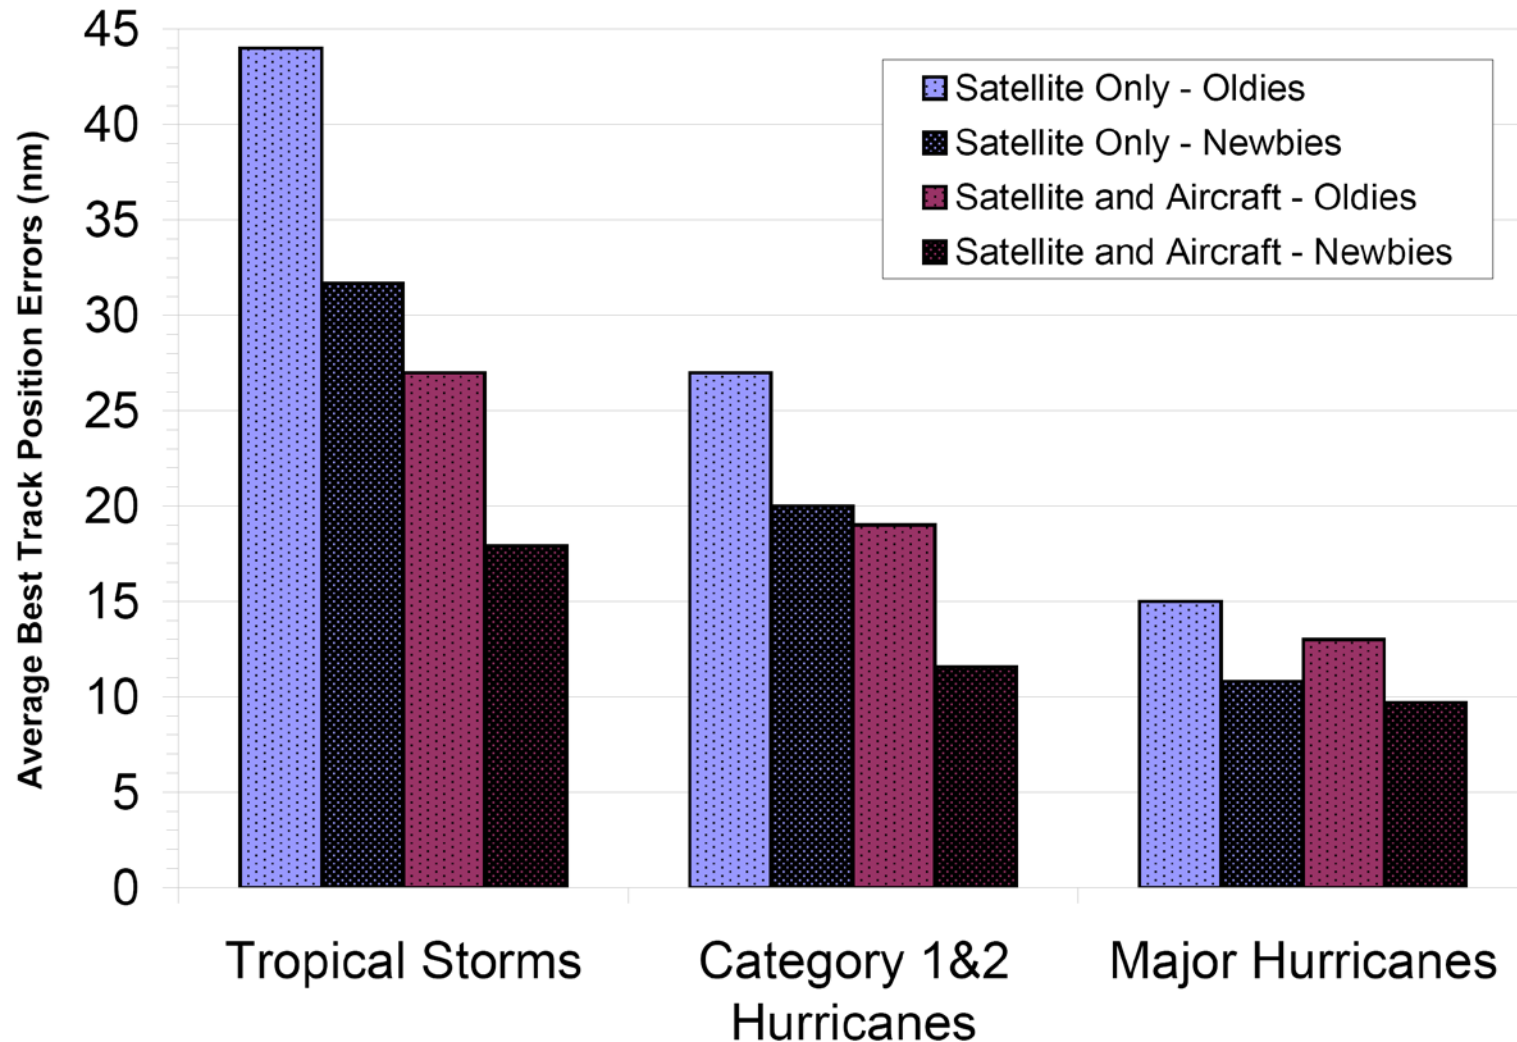 45
40
35
30
25
20
15
10
5
0
Average Best Track Position Errors (nm)
Satellite Only - Oldies
Satellite Only - Newbies
Satellite and Aircraft - Oldies
Satellite and Aircraft - Newbies
Tropical Storms
Category 1&2
Hurricanes
Major Hurricanes